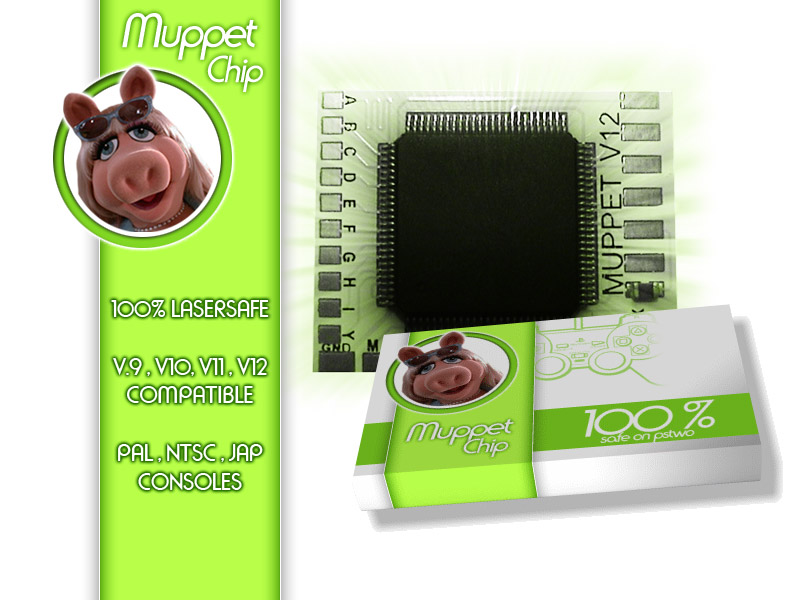 Muppet
Chip
100% LASERSAFE
V.9 , V10, V11 , V12
COMPATIBLE
PAL , NTSC , JAP
CONSOLES
A
B
C
D
E
F
G
H
I
Y
GND
M
MUPPET V12
Muppet
Chip
100 %
safe on pstwo